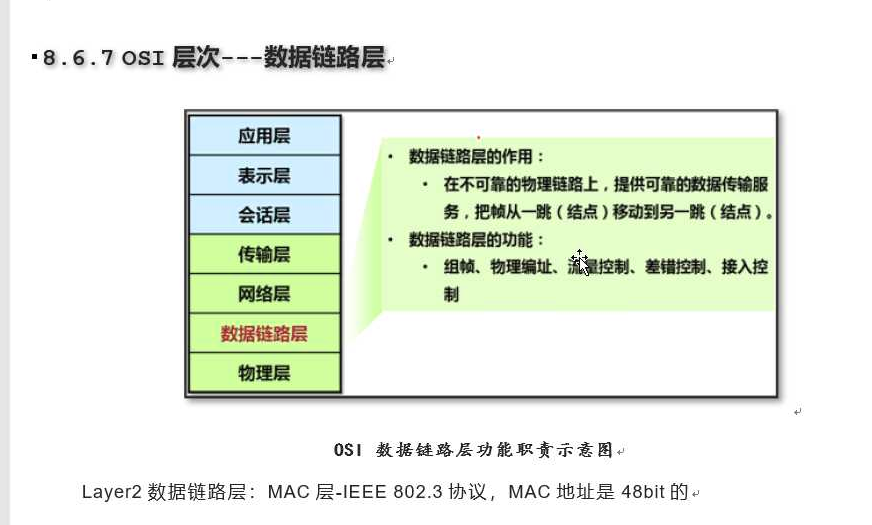 8.6.7 OSI 层次---数据链路层
应用层
表示层
会话层
传输层
网络层
数据链路层
物理层
• 数据链路层的作用：
• 在不可靠的物理链路上，提供可靠的数据传输服
务，把帧从一跳（结点）移动到另一跳（结点）。
• 数据链路层的功能：
• 组帧、物理编址、流量控制、差错控制、接入控
制
OSI 数据链路层功能职责示意图
Layer2 数据链路层：MAC 层-IEEE 802.3 协议，MAC 地址是 48bit 的